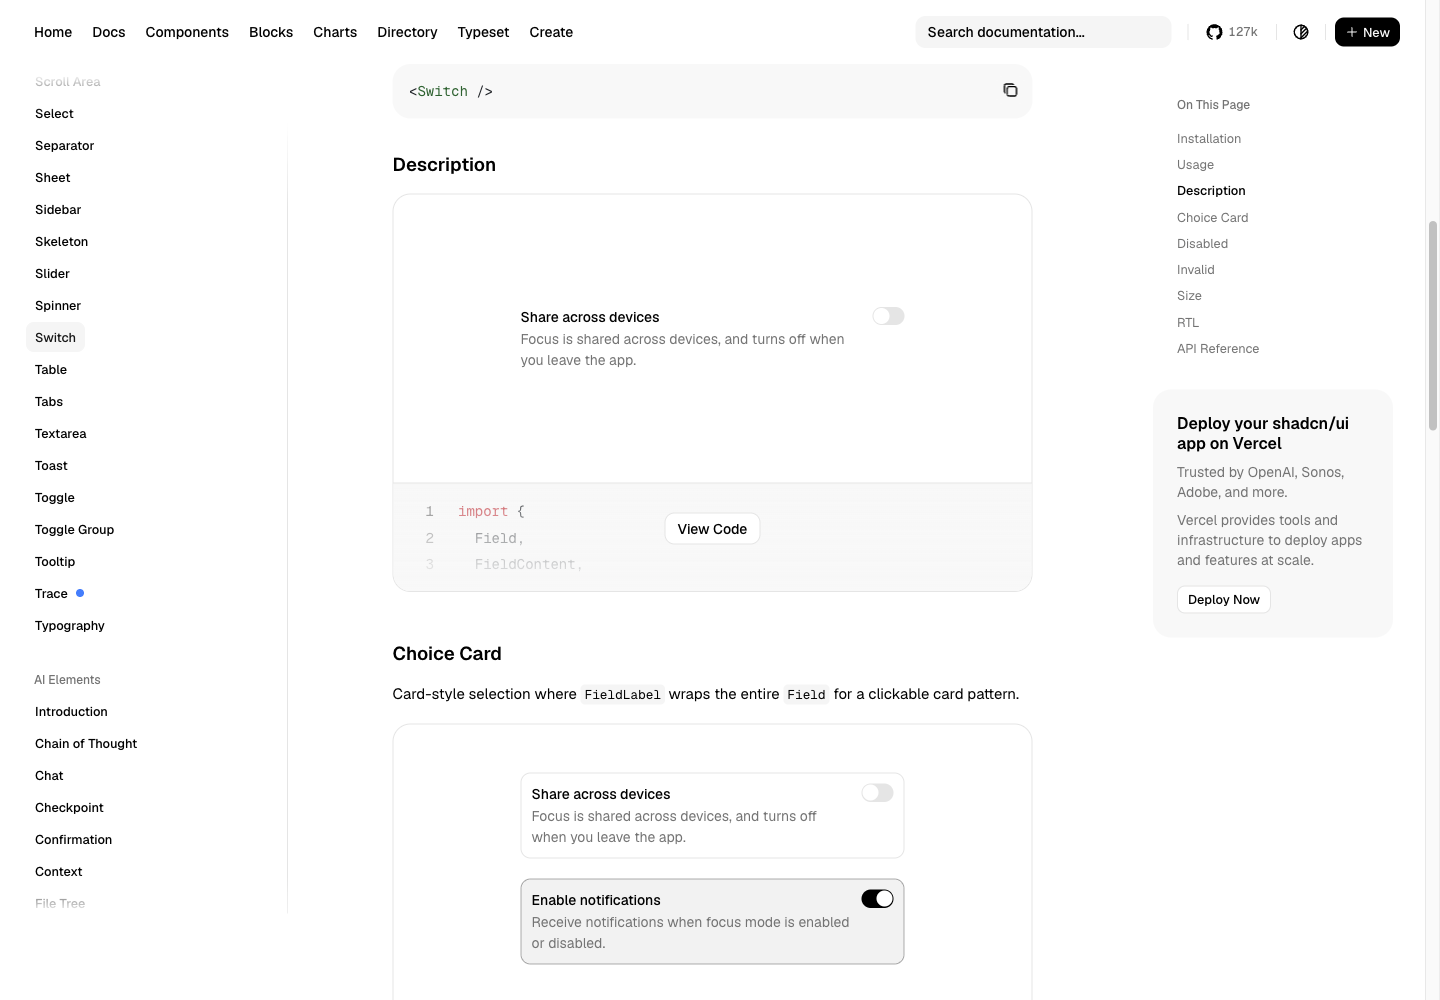 Home Docs Components Blocks Charts Directory Typeset Create
Search documentation...
127k
New
Scroll Area
Select
Separator
Sheet
Sidebar
Skeleton
Slider
Spinner
Switch
Table
Tabs
Textarea
Toast
Toggle
Toggle Group
Tooltip
Trace
Typography
AI Elements
Introduction
Chain of Thought
Chat
Checkpoint
Confirmation
Context
File Tree
<Switch />
Description
Share across devices
Focus is shared across devices, and turns off when
you leave the app.
1 import {
2 Field,
3 FieldContent,
View Code
Choice Card
Card-style selection where FieldLabel wraps the entire Field for a clickable card pattern.
Share across devices
Focus is shared across devices, and turns off
when you leave the app.
Enable notifications
Receive notifications when focus mode is enabled
or disabled.
On This Page
Installation
Usage
Description
Choice Card
Disabled
Invalid
Size
RTL
API Reference
Deploy your shadcn/ui
app on Vercel
Trusted by OpenAI, Sonos,
Adobe, and more.
Vercel provides tools and
infrastructure to deploy apps
and features at scale.
Deploy Now